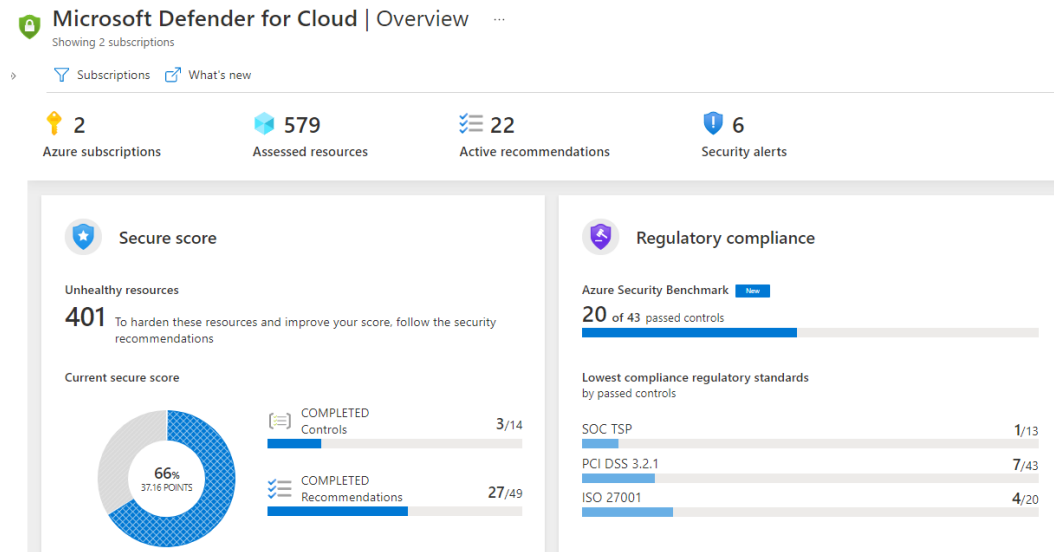 Microsoft Defender for Cloud | Overview ...
Showing 2 subscriptions
Subscriptions What's new
2 579 22 6
Azure subscriptions Assessed resources Active recommendations Security alerts
Secure score
Unhealthy resources
401 To harden these resources and improve your score, follow the security
recommendations
Current secure score
66%
37.16 POINTS
COMPLETED
Controls 3/14
COMPLETED
Recommendations 27/49
Regulatory compliance
Azure Security Benchmark New
20 of 43 passed controls
Lowest compliance regulatory standards
by passed controls
SOC TSP 1/13
PCI DSS 3.2.1 7/43
ISO 27001 4/20